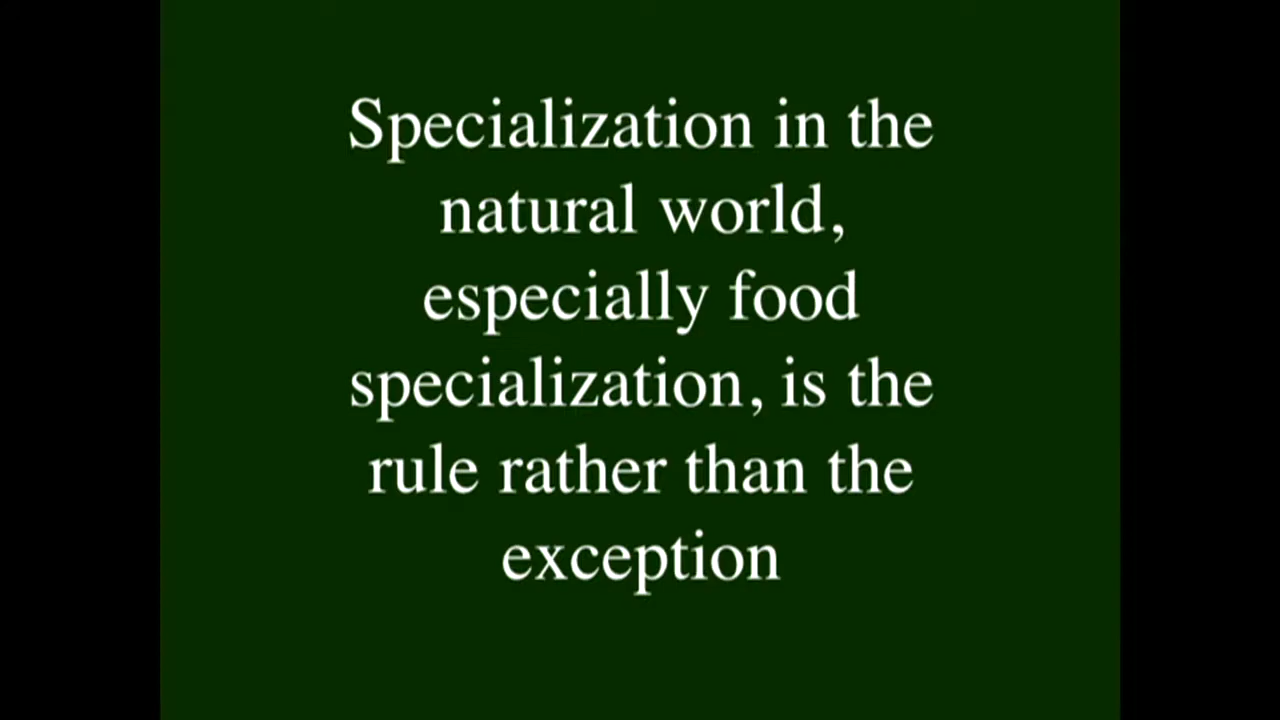 Specialization in the
natural world,
especially food
specialization, is the
rule rather than the
exception